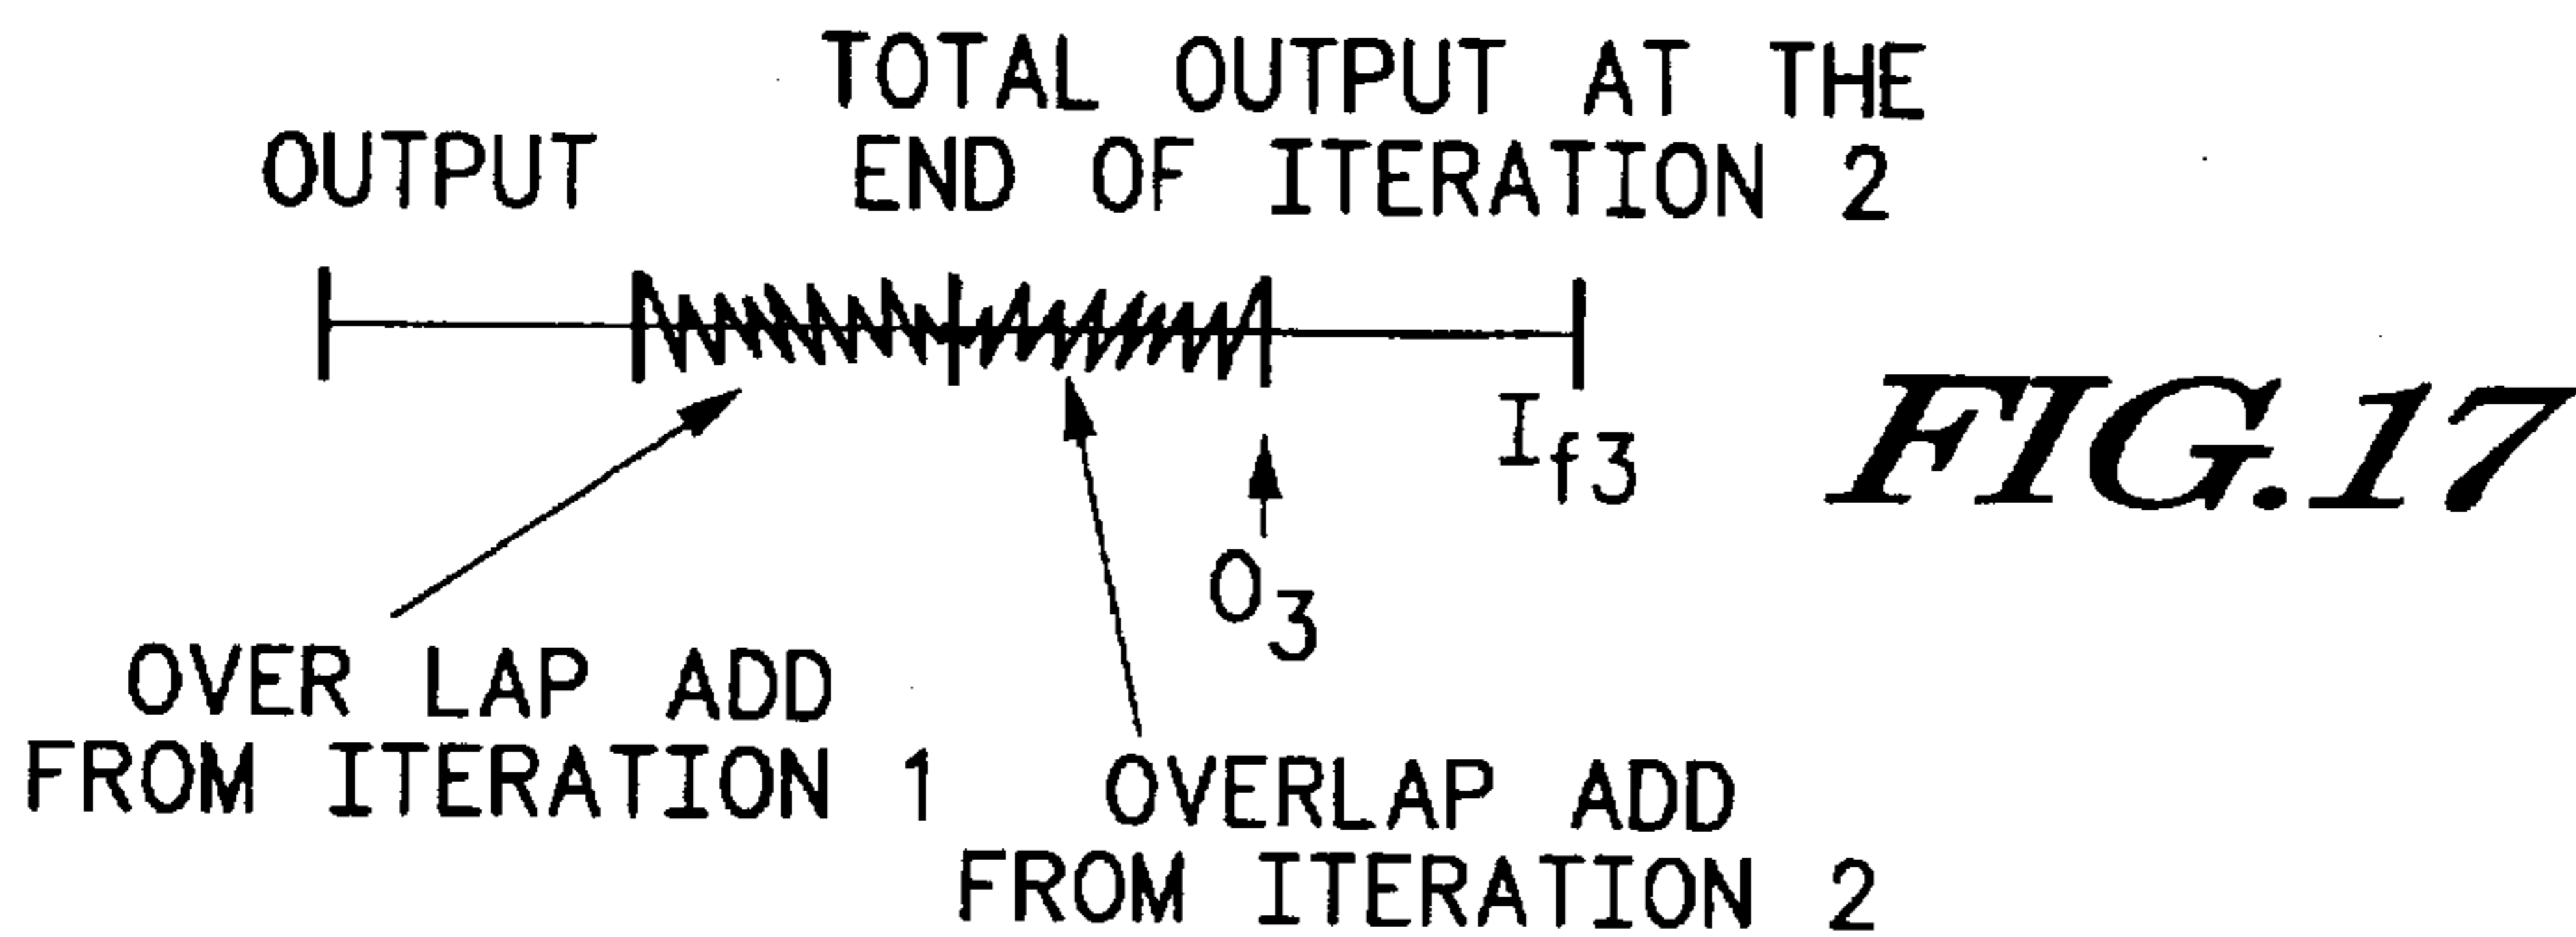 TOTAL OUTPUT AT THE
END OF ITERATION 2
OUTPUT
I_f3
O_3
FIG.17
OVER LAP ADD
FROM ITERATION 1
OVERLAP ADD
FROM ITERATION 2